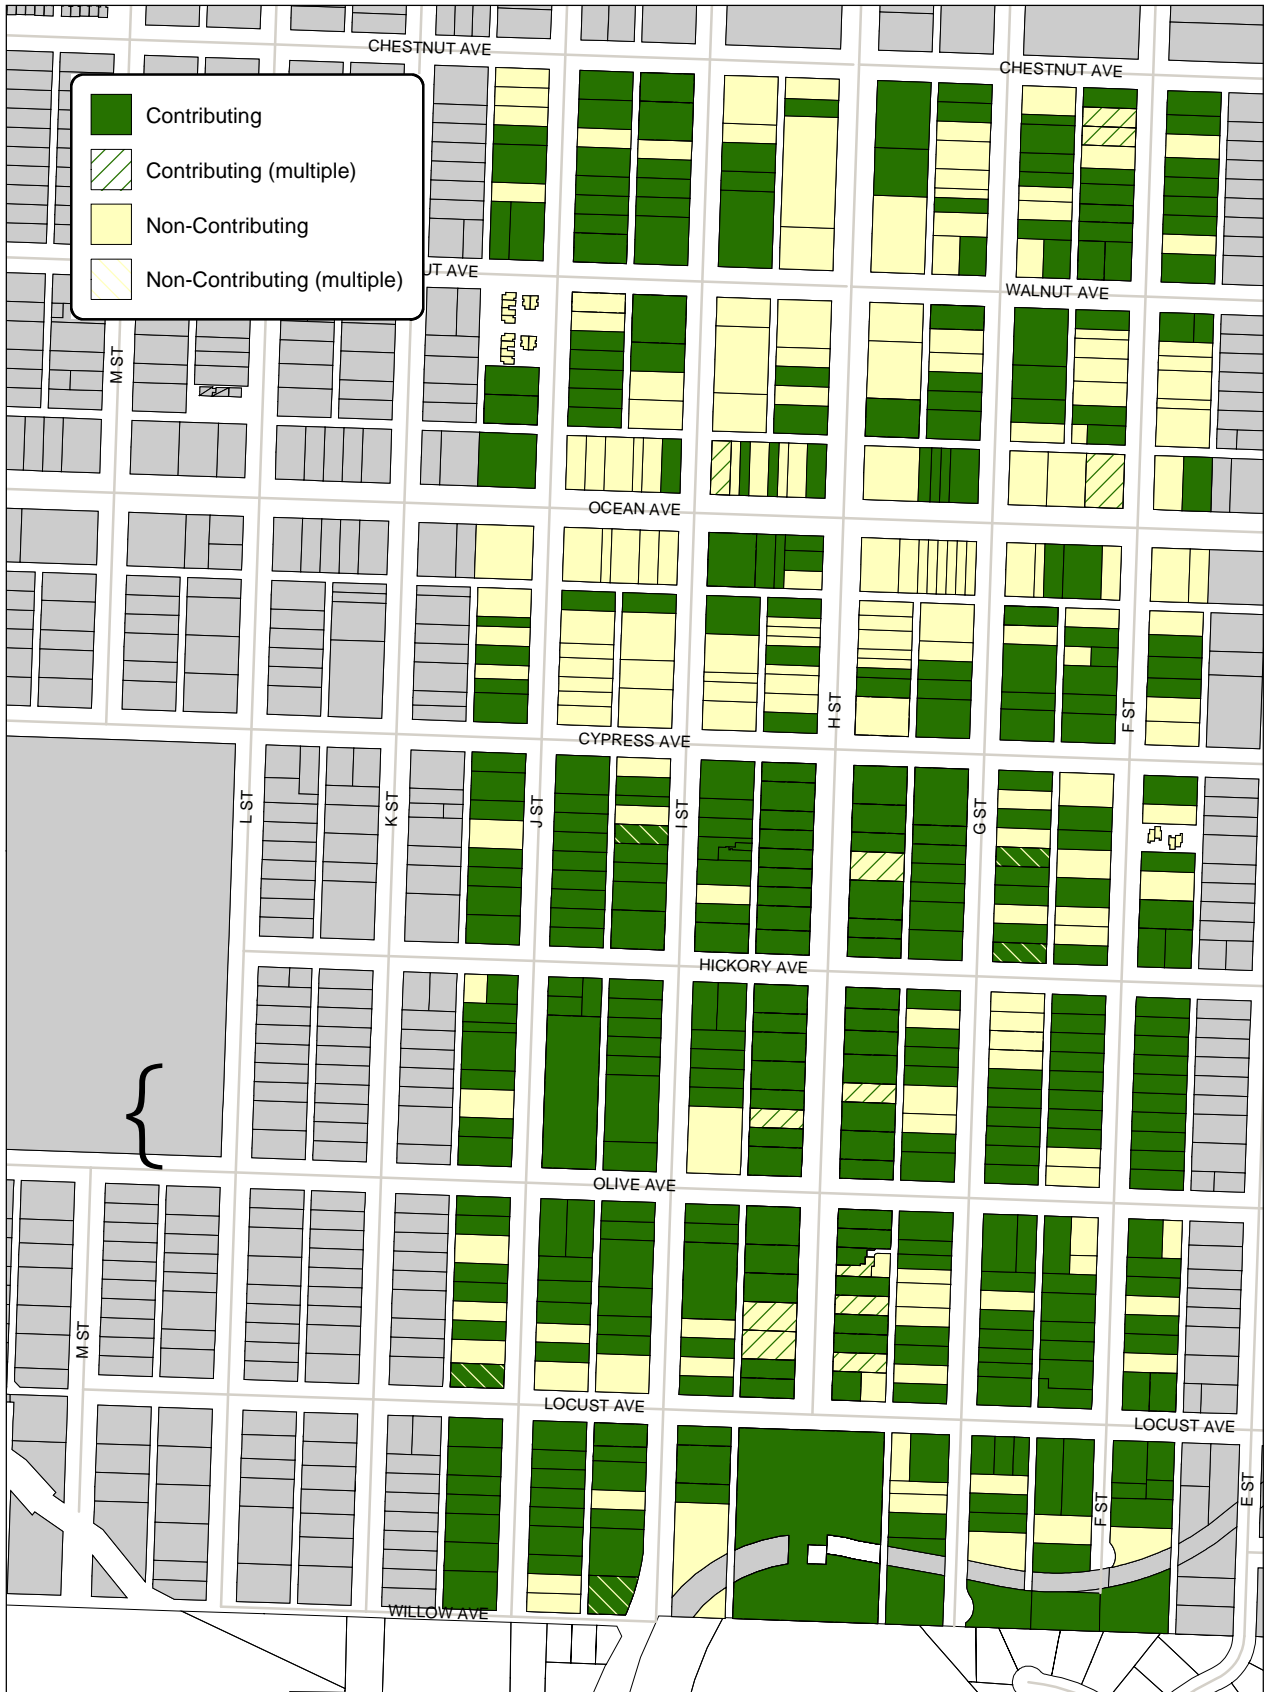 CHESTNUT AVE
CHESTNUT AVE
Contributing
Contributing (multiple)
Non-Contributing
Non-Contributing (multiple)
UT AVE
WALNUT AVE
M ST
OCEAN AVE
H ST
F ST
CYPRESS AVE
L ST
K ST
J ST
I ST
G ST
HICKORY AVE
{
OLIVE AVE
M ST
LOCUST AVE
LOCUST AVE
F ST
E ST
WILLOW AVE